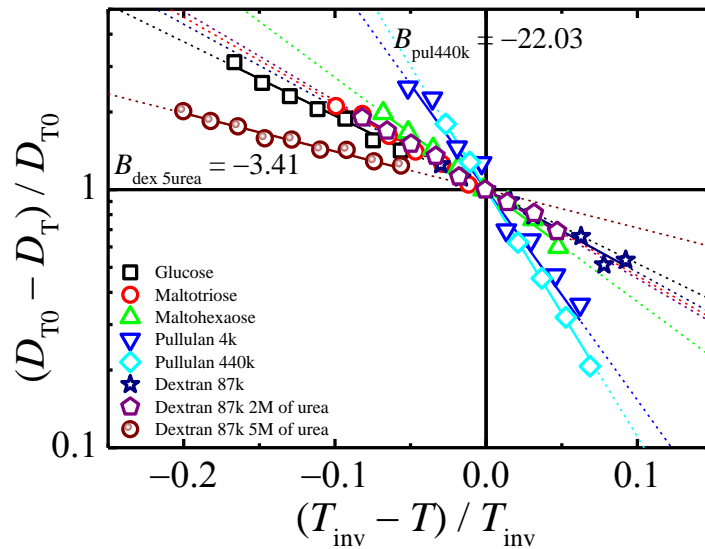 B_pul440k = −22.03
B_dex 5urea = −3.41
1
0.1
(D_T0 − D_T) / D_T0
Glucose
Maltotriose
Maltohexaose
Pullulan 4k
Pullulan 440k
Dextran 87k
Dextran 87k 2M of urea
Dextran 87k 5M of urea
−0.2 −0.1 0.0 0.1
(T_inv − T) / T_inv